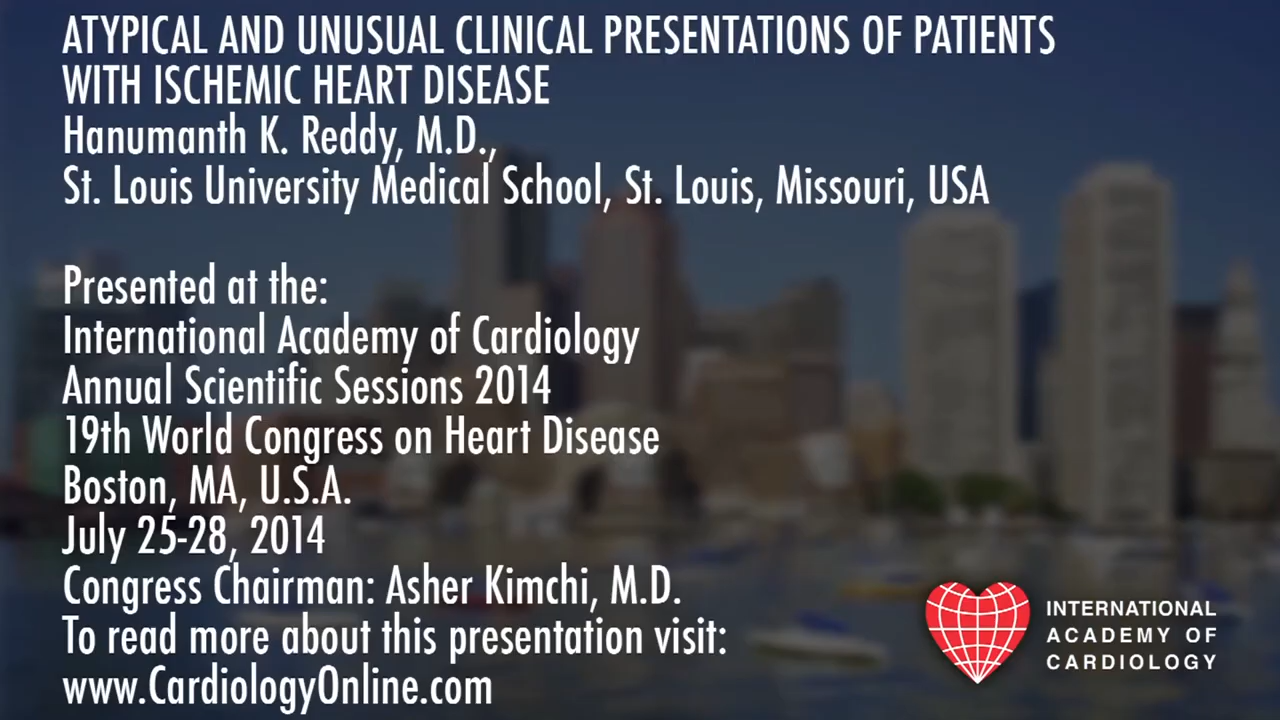 ATYPICAL AND UNUSUAL CLINICAL PRESENTATIONS OF PATIENTS
WITH ISCHEMIC HEART DISEASE
Hanumanth K. Reddy, M.D.,
St. Louis University Medical School, St. Louis, Missouri, USA
Presented at the:
International Academy of Cardiology
Annual Scientific Sessions 2014
19th World Congress on Heart Disease
Boston, MA, U.S.A.
July 25-28, 2014
Congress Chairman: Asher Kimchi, M.D.
To read more about this presentation visit:
www.CardiologyOnline.com
INTERNATIONAL
ACADEMY OF
CARDIOLOGY